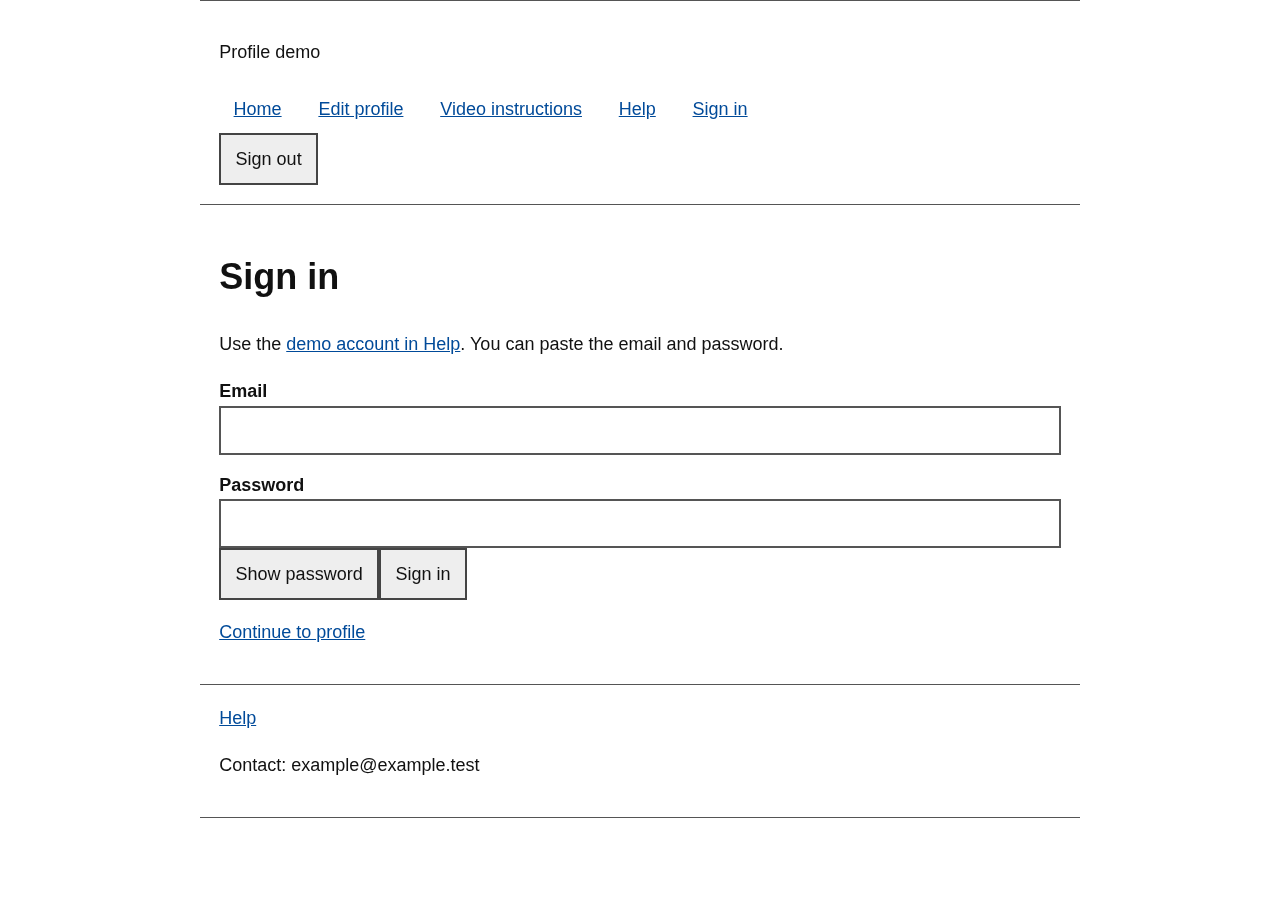 Profile demo
Home Edit profile Video instructions Help Sign in
Sign out
Sign in
Use the demo account in Help. You can paste the email and password.
Email
Password
Show password Sign in
Continue to profile
Help
Contact: example@example.test